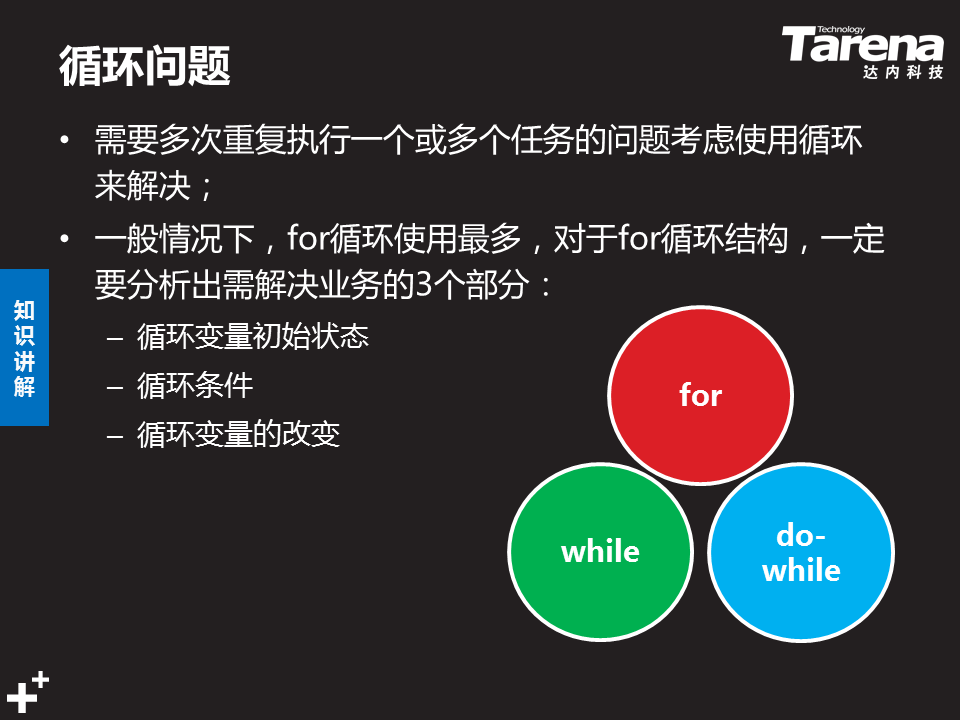 循环问题
Technology
Tarena
达内科技
• 需要多次重复执行一个或多个任务的问题考虑使用循环
来解决；
• 一般情况下，for循环使用最多，对于for循环结构，一定
要分析出需解决业务的3个部分：
– 循环变量初始状态
– 循环条件
– 循环变量的改变
知
识
讲
解
for
while
do-
while